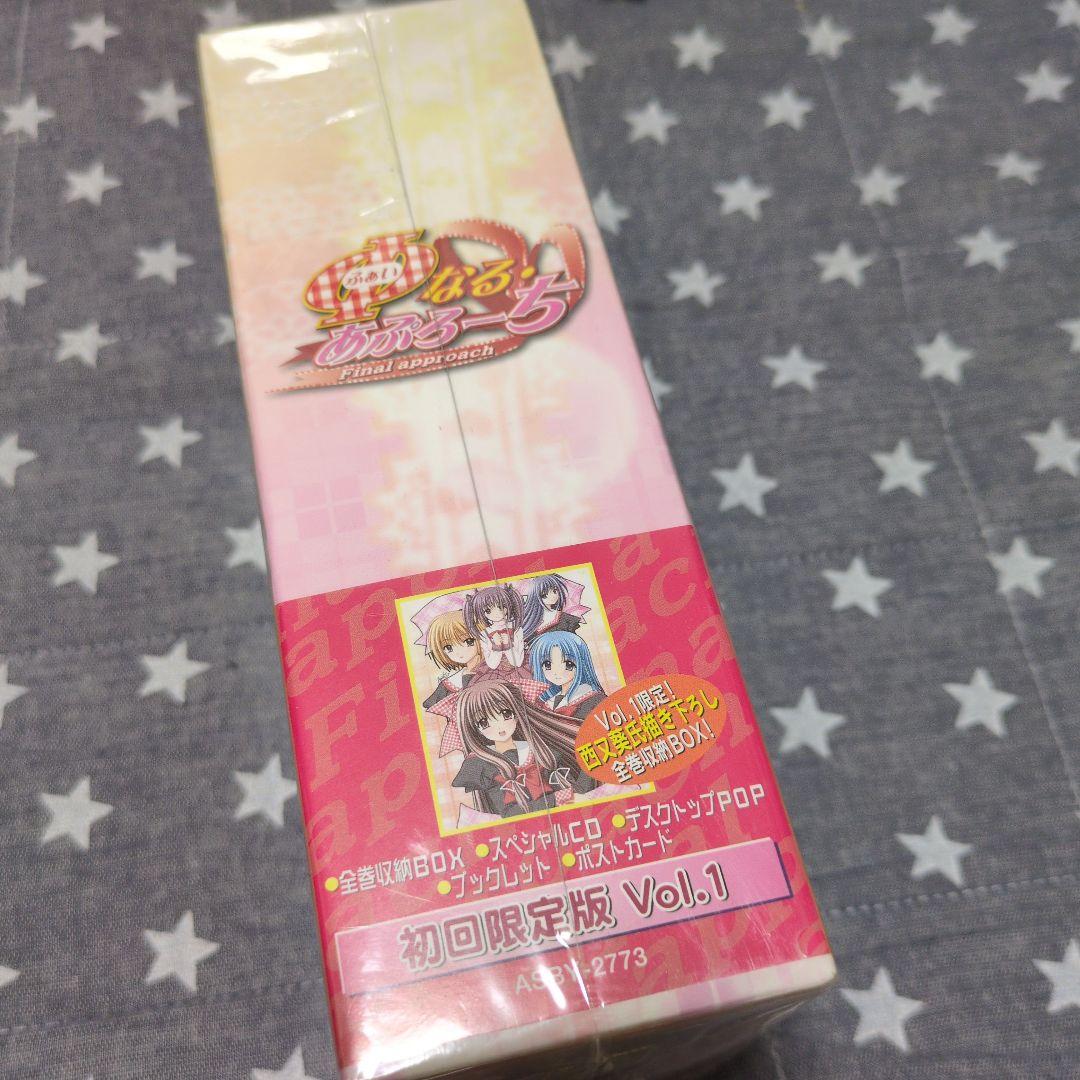 Φなる・
ふぁい
あぷろーち
Final approach
Vol.1限定!
西又葵氏描き下ろし
全巻収納BOX!
●全巻収納BOX ●スペシャルCD ●デスクトップPOP
●ブックレット ●ポストカード
初回限定版 Vol.1
ASBY-2773